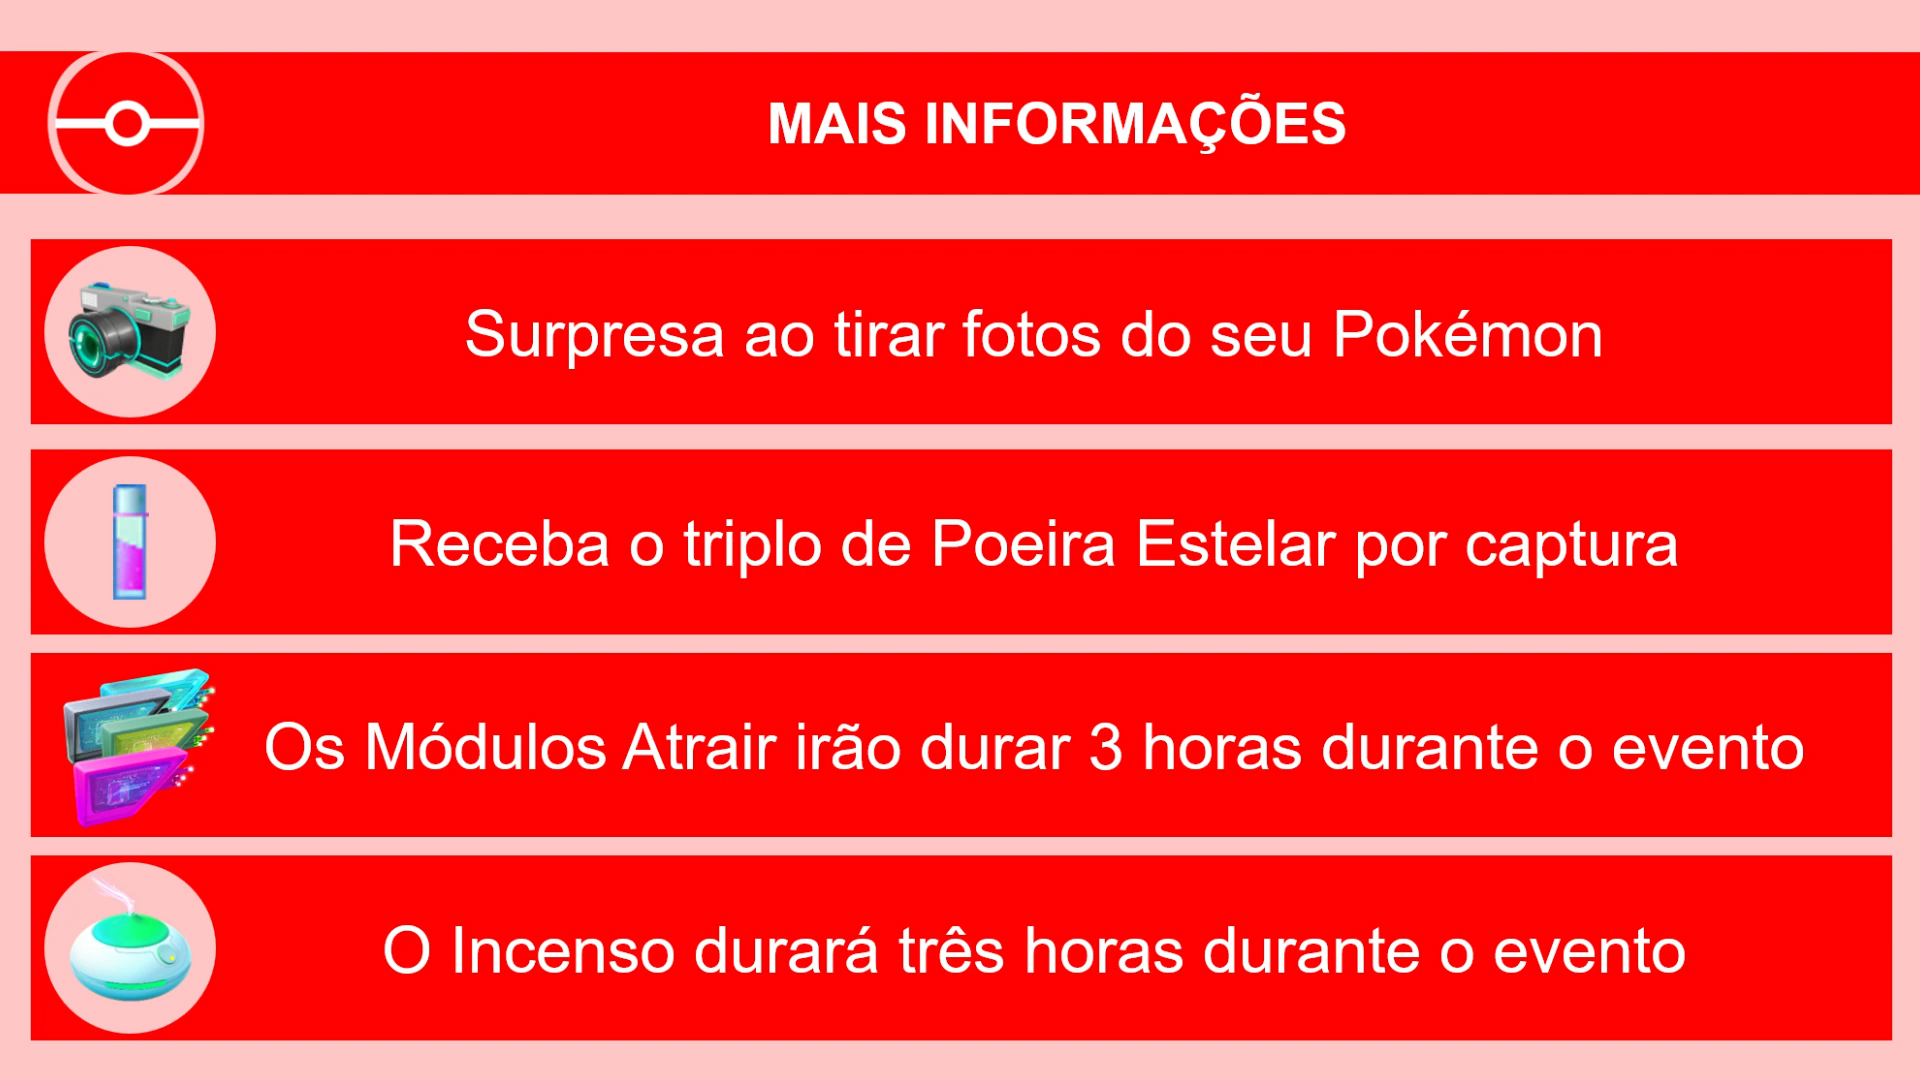 MAIS INFORMAÇÕES
Surpresa ao tirar fotos do seu Pokémon
Receba o triplo de Poeira Estelar por captura
Os Módulos Atrair irão durar 3 horas durante o evento
O Incenso durará três horas durante o evento